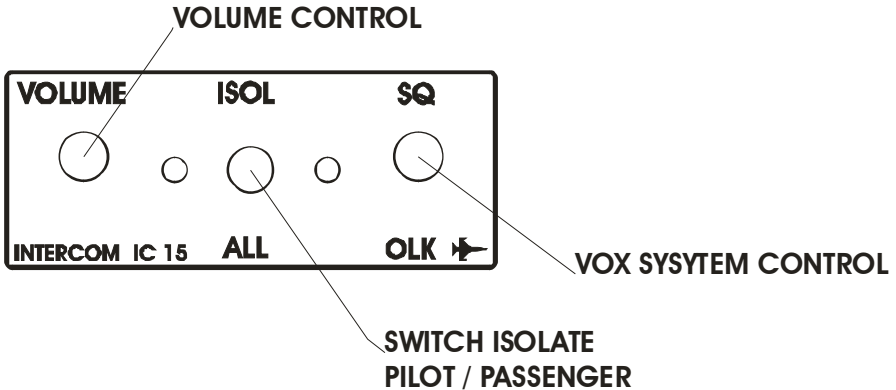 VOLUME CONTROL
VOLUME ISOL SQ
INTERCOM IC 15 ALL OLK
VOX SYSYTEM CONTROL
SWITCH ISOLATE
PILOT / PASSENGER